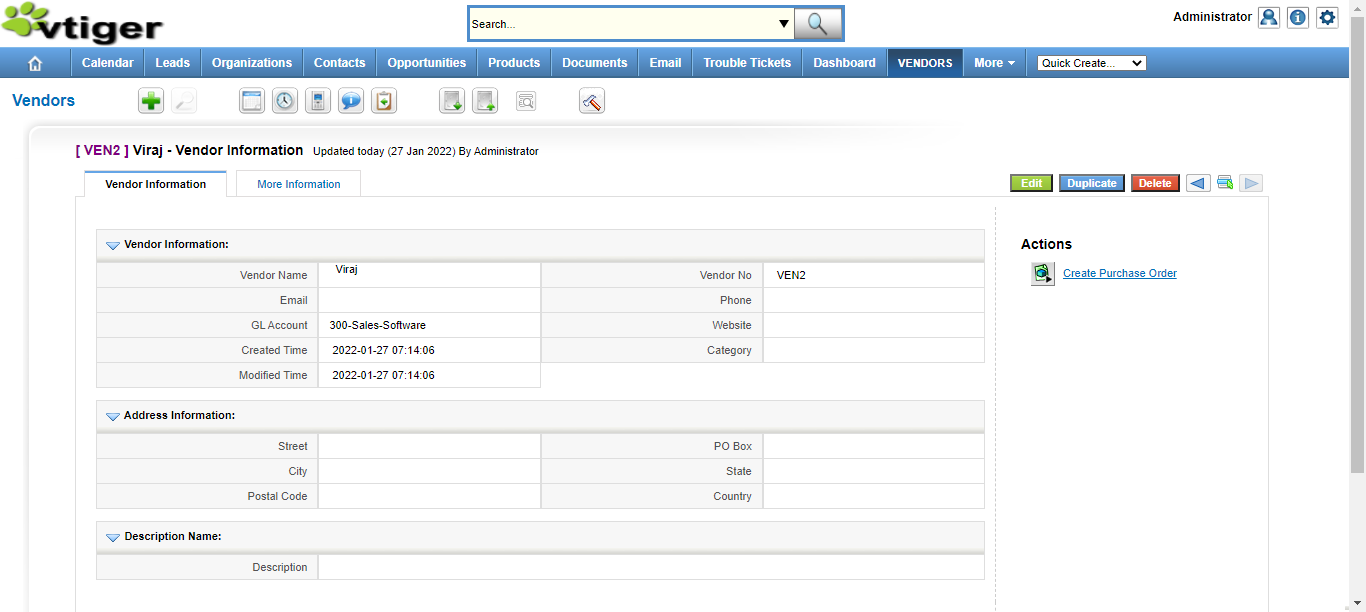 vtiger
Search...
Administrator
Calendar Leads Organizations Contacts Opportunities Products Documents Email Trouble Tickets Dashboard VENDORS More Quick Create...
Vendors
[ VEN2 ] Viraj - Vendor Information Updated today (27 Jan 2022) By Administrator
Vendor Information More Information Edit Duplicate Delete
Vendor Information:
Vendor Name Viraj Vendor No VEN2
Email Phone
GL Account 300-Sales-Software Website
Created Time 2022-01-27 07:14:06 Category
Modified Time 2022-01-27 07:14:06
Address Information:
Street PO Box
City State
Postal Code Country
Description Name:
Description
Actions
Create Purchase Order